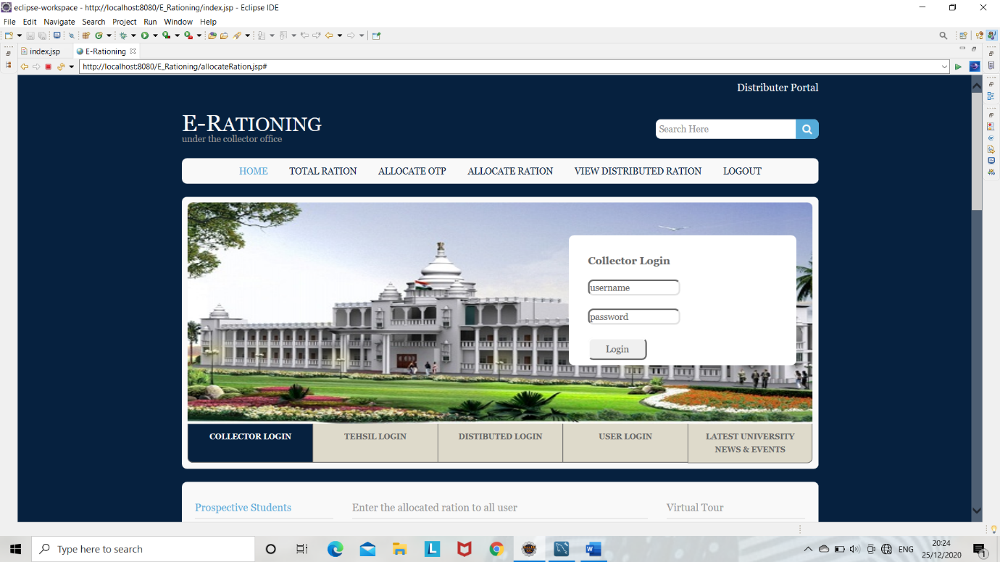 eclipse-workspace - http://localhost:8080/E_Rationing/index.jsp - Eclipse IDE
File Edit Navigate Search Project Run Window Help
index.jsp E-Rationing
http://localhost:8080/E_Rationing/allocateRation.jsp#
Distributer Portal
E-RATIONING
under the collector office
Search Here
HOME TOTAL RATION ALLOCATE OTP ALLOCATE RATION VIEW DISTRIBUTED RATION LOGOUT
Collector Login
username
password
Login
COLLECTOR LOGIN TEHSIL LOGIN DISTIBUTED LOGIN USER LOGIN LATEST UNIVERSITY
NEWS & EVENTS
Prospective Students Enter the allocated ration to all user Virtual Tour
Type here to search
ENG
20:24
25/12/2020
1